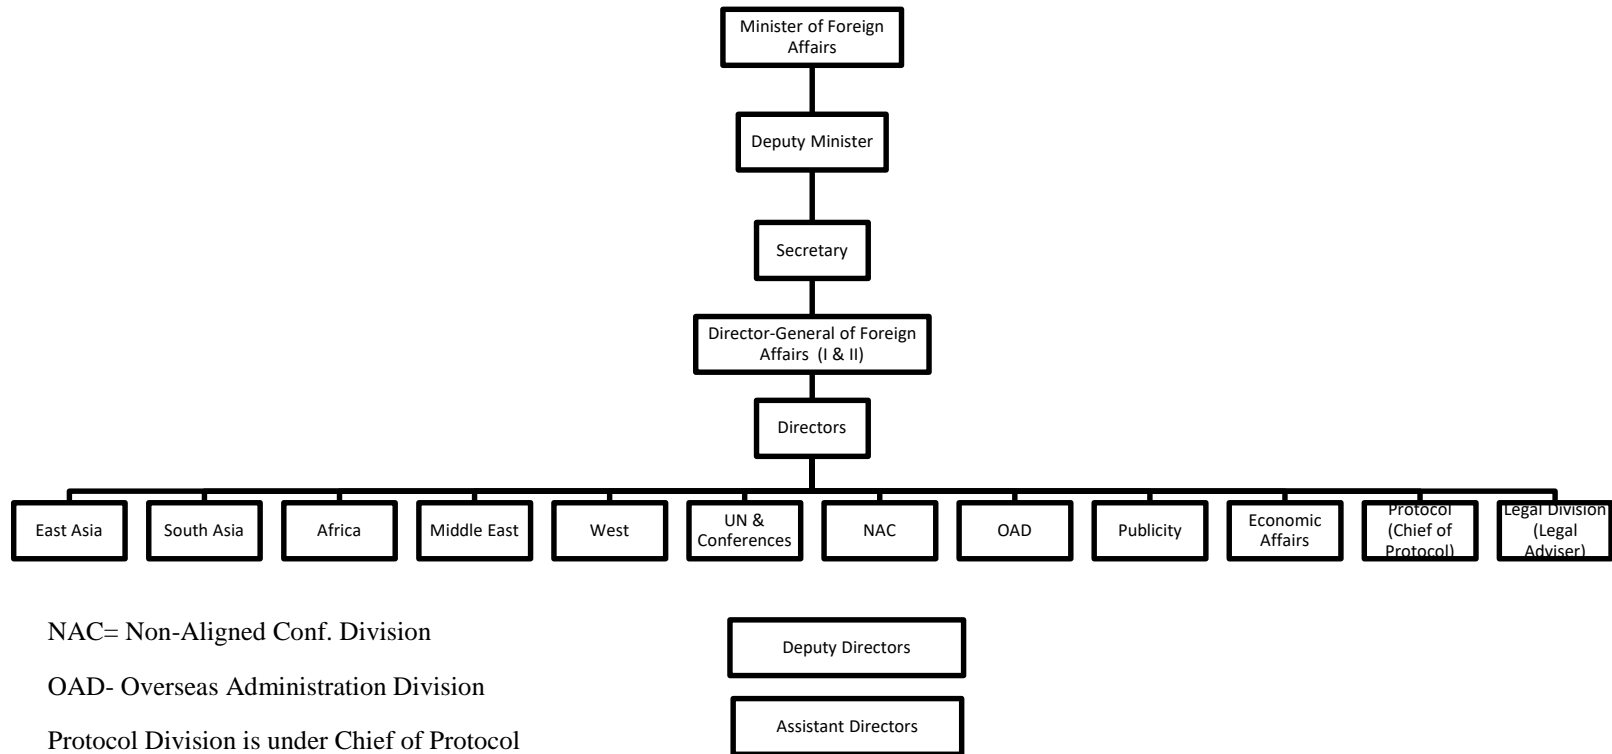 Minister of Foreign
Affairs
Deputy Minister
Secretary
Director-General of Foreign
Affairs (I & II)
Directors
East Asia
South Asia
Africa
Middle East
West
UN &
Conferences
NAC
OAD
Publicity
Economic
Affairs
Protocol
(Chief of
Protocol)
Legal Division
(Legal
Adviser)
NAC= Non-Aligned Conf. Division
OAD- Overseas Administration Division
Protocol Division is under Chief of Protocol
Deputy Directors
Assistant Directors